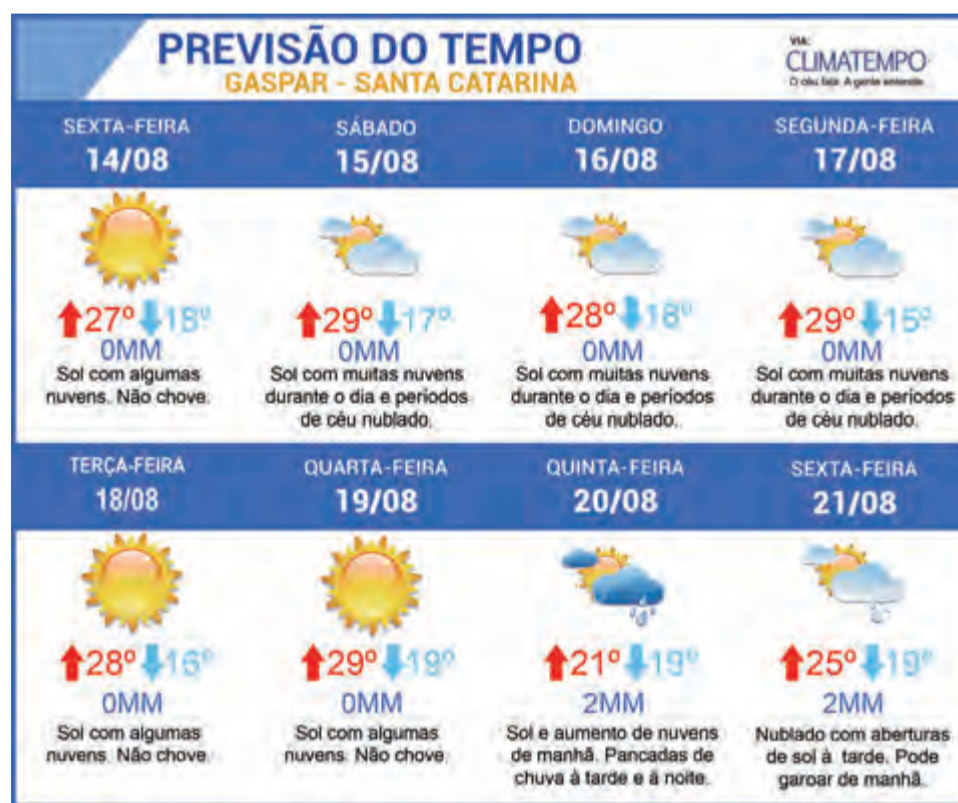 PREVISÃO DO TEMPO
GASPAR - SANTA CATARINA
VIA:
CLIMATEMPO
O céu fala. A gente entende.
SEXTA-FEIRA
14/08
SÁBADO
15/08
DOMINGO
16/08
SEGUNDA-FEIRA
17/08
27º 18º
0MM
Sol com algumas
nuvens. Não chove.
29º 17º
0MM
Sol com muitas nuvens
durante o dia e períodos
de céu nublado.
28º 18º
0MM
Sol com muitas nuvens
durante o dia e períodos
de céu nublado.
29º 15º
0MM
Sol com muitas nuvens
durante o dia e períodos
de céu nublado.
TERÇA-FEIRA
18/08
QUARTA-FEIRA
19/08
QUINTA-FEIRA
20/08
SEXTA-FEIRA
21/08
28º 16º
0MM
Sol com algumas
nuvens. Não chove.
29º
0MM
Sol com algumas
nuvens. Não chove.
21º 19º
2MM
Sol e aumento de nuvens
de manhã. Pancadas de
chuva à tarde e à noite.
25º 19º
2MM
Nublado com aberturas
de sol à tarde. Pode
garoar de manhã.